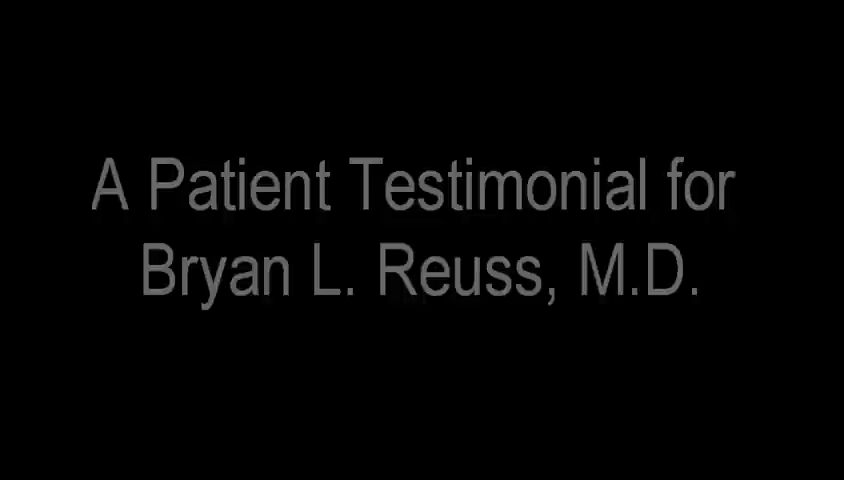 A Patient Testimonial for
Bryan L. Reuss, M.D.